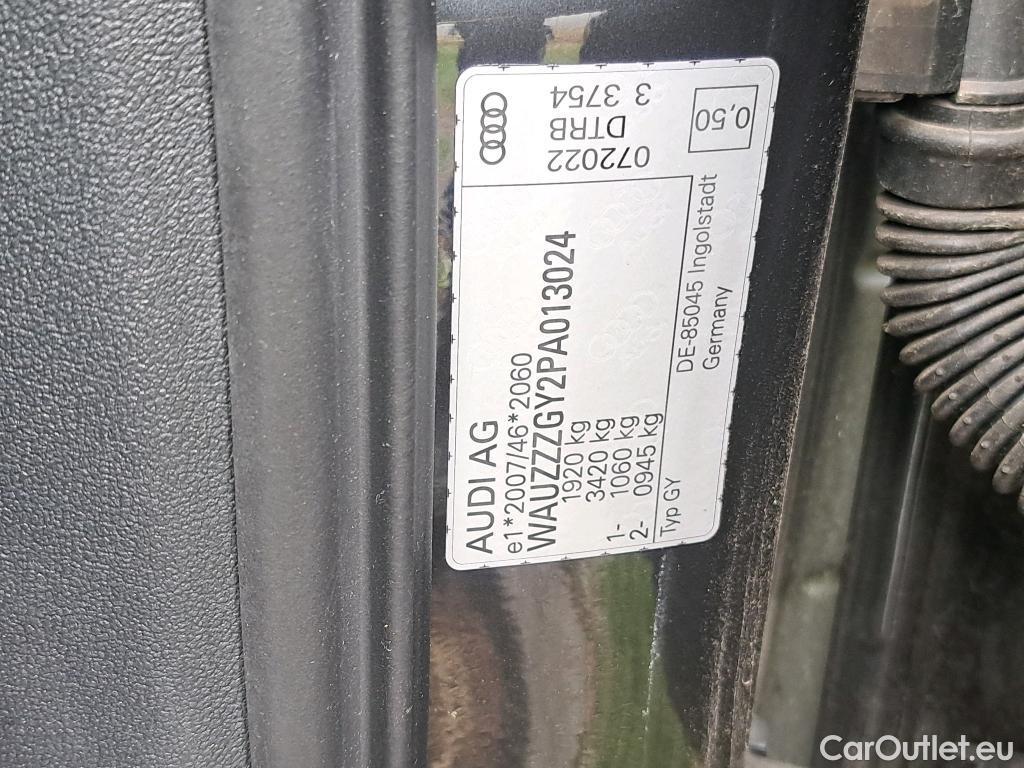 AUDI AG
e1*2007/46*2060
WAUZZZGY2PA013024
1920 kg
3420 kg
1- 1060 kg
2- 0945 kg
Typ GY
DE-85045 Ingolstadt
Germany
072022
DTRB
3 3754
0,50
CarOutlet.eu